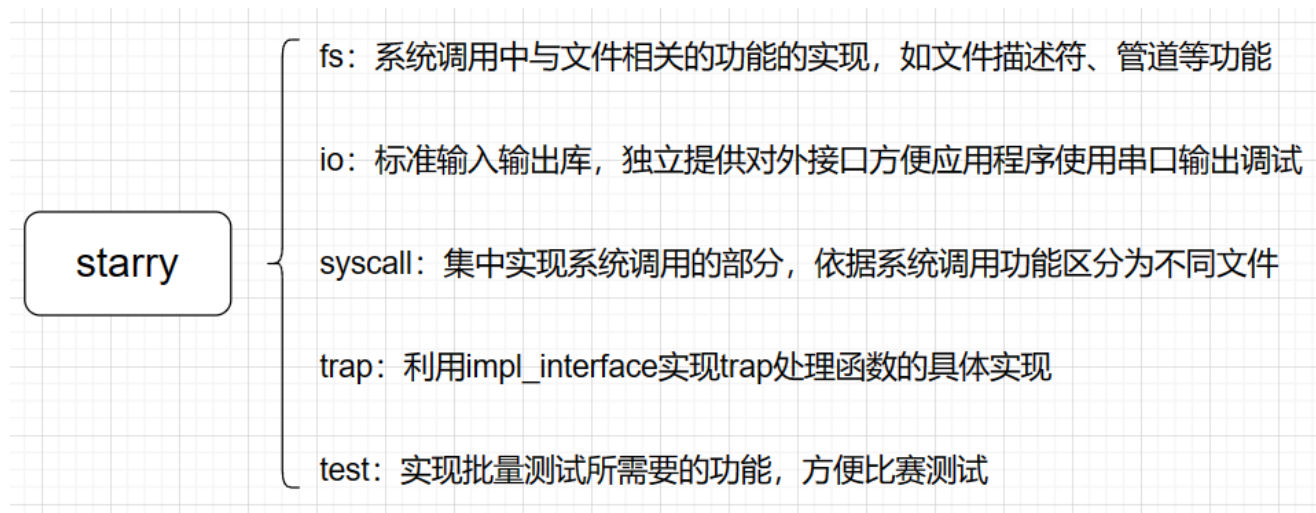 fs：系统调用中与文件相关的功能的实现，如文件描述符、管道等功能
io：标准输入输出库，独立提供对外接口方便应用程序使用串口输出调试
starry
syscall：集中实现系统调用的部分，依据系统调用功能区分为不同文件
trap：利用impl_interface实现trap处理函数的具体实现
test：实现批量测试所需要的功能，方便比赛测试